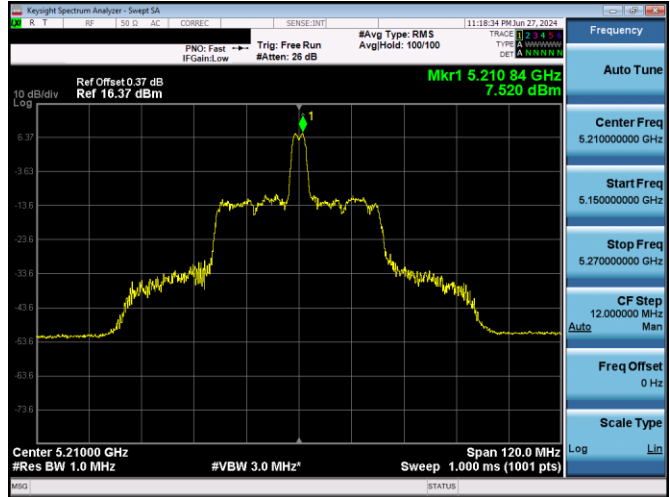 Keysight Spectrum Analyzer - Swept SA
R T RF 50 Ω AC CORREC SENSE:INT 11:18:34 PM Jun 27, 2024
#Avg Type: RMS
TRACE 1 2 3 4 5 6
PNO: Fast Trig: Free Run Avg|Hold: 100/100
TYPE A WWWWW
IFGain:Low #Atten: 26 dB
DET A N N N N N
Mkr1 5.210 84 GHz
7.520 dBm
Ref Offset 0.37 dB
10 dB/div Ref 16.37 dBm
Log
1
6.37
-3.63
-13.6
-23.6
-33.6
-43.6
-53.6
-63.6
-73.6
Center 5.21000 GHz Span 120.0 MHz
#Res BW 1.0 MHz #VBW 3.0 MHz* Sweep 1.000 ms (1001 pts)
MSG STATUS
Frequency
Auto Tune
Center Freq
5.210000000 GHz
Start Freq
5.150000000 GHz
Stop Freq
5.270000000 GHz
CF Step
12.000000 MHz
Auto Man
Freq Offset
0 Hz
Scale Type
Log Lin